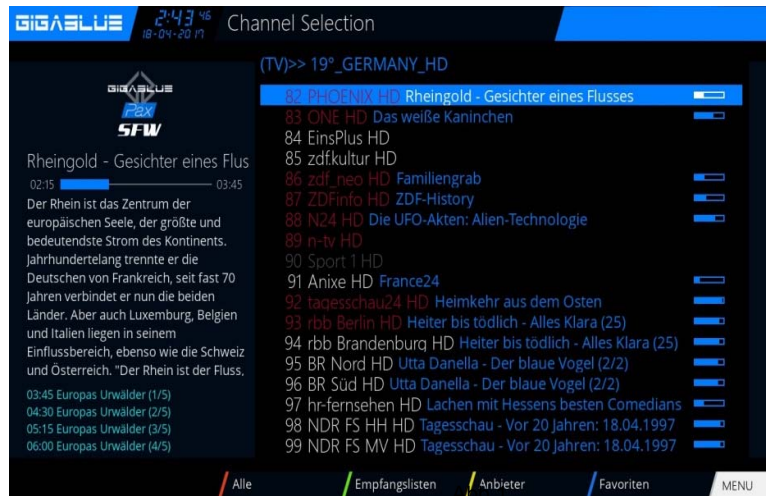 GIGABLUE
2:43 46
18-04-2017
Channel Selection
(TV)>> 19°_GERMANY_HD
GIGABLUE
Pax
SFW
Rheingold - Gesichter eines Flus
02:15 03:45
Der Rhein ist das Zentrum der
europäischen Seele, der größte und
bedeutendste Strom des Kontinents.
Jahrhundertelang trennte er die
Deutschen von Frankreich, seit fast 70
Jahren verbindet er nun die beiden
Länder. Aber auch Luxemburg, Belgien
und Italien liegen in seinem
Einflussbereich, ebenso wie die Schweiz
und Österreich. "Der Rhein ist der Fluss,
03:45 Europas Urwälder (1/5)
04:30 Europas Urwälder (2/5)
05:15 Europas Urwälder (3/5)
06:00 Europas Urwälder (4/5)
82 PHOENIX HD Rheingold - Gesichter eines Flusses
83 ONE HD Das weiße Kaninchen
84 EinsPlus HD
85 zdf.kultur HD
86 zdf_neo HD Familiengrab
87 ZDFinfo HD ZDF-History
88 N24 HD Die UFO-Akten: Alien-Technologie
89 n-tv HD
90 Sport 1 HD
91 Anixe HD France24
92 tagesschau24 HD Heimkehr aus dem Osten
93 rbb Berlin HD Heiter bis tödlich - Alles Klara (25)
94 rbb Brandenburg HD Heiter bis tödlich - Alles Klara (25)
95 BR Nord HD Utta Danella - Der blaue Vogel (2/2)
96 BR Süd HD Utta Danella - Der blaue Vogel (2/2)
97 hr-fernsehen HD Lachen mit Hessens besten Comedians
98 NDR FS HH HD Tagesschau - Vor 20 Jahren: 18.04.1997
99 NDR FS MV HD Tagesschau - Vor 20 Jahren: 18.04.1997
Alle
Empfangslisten
Anbieter
Favoriten
MENU